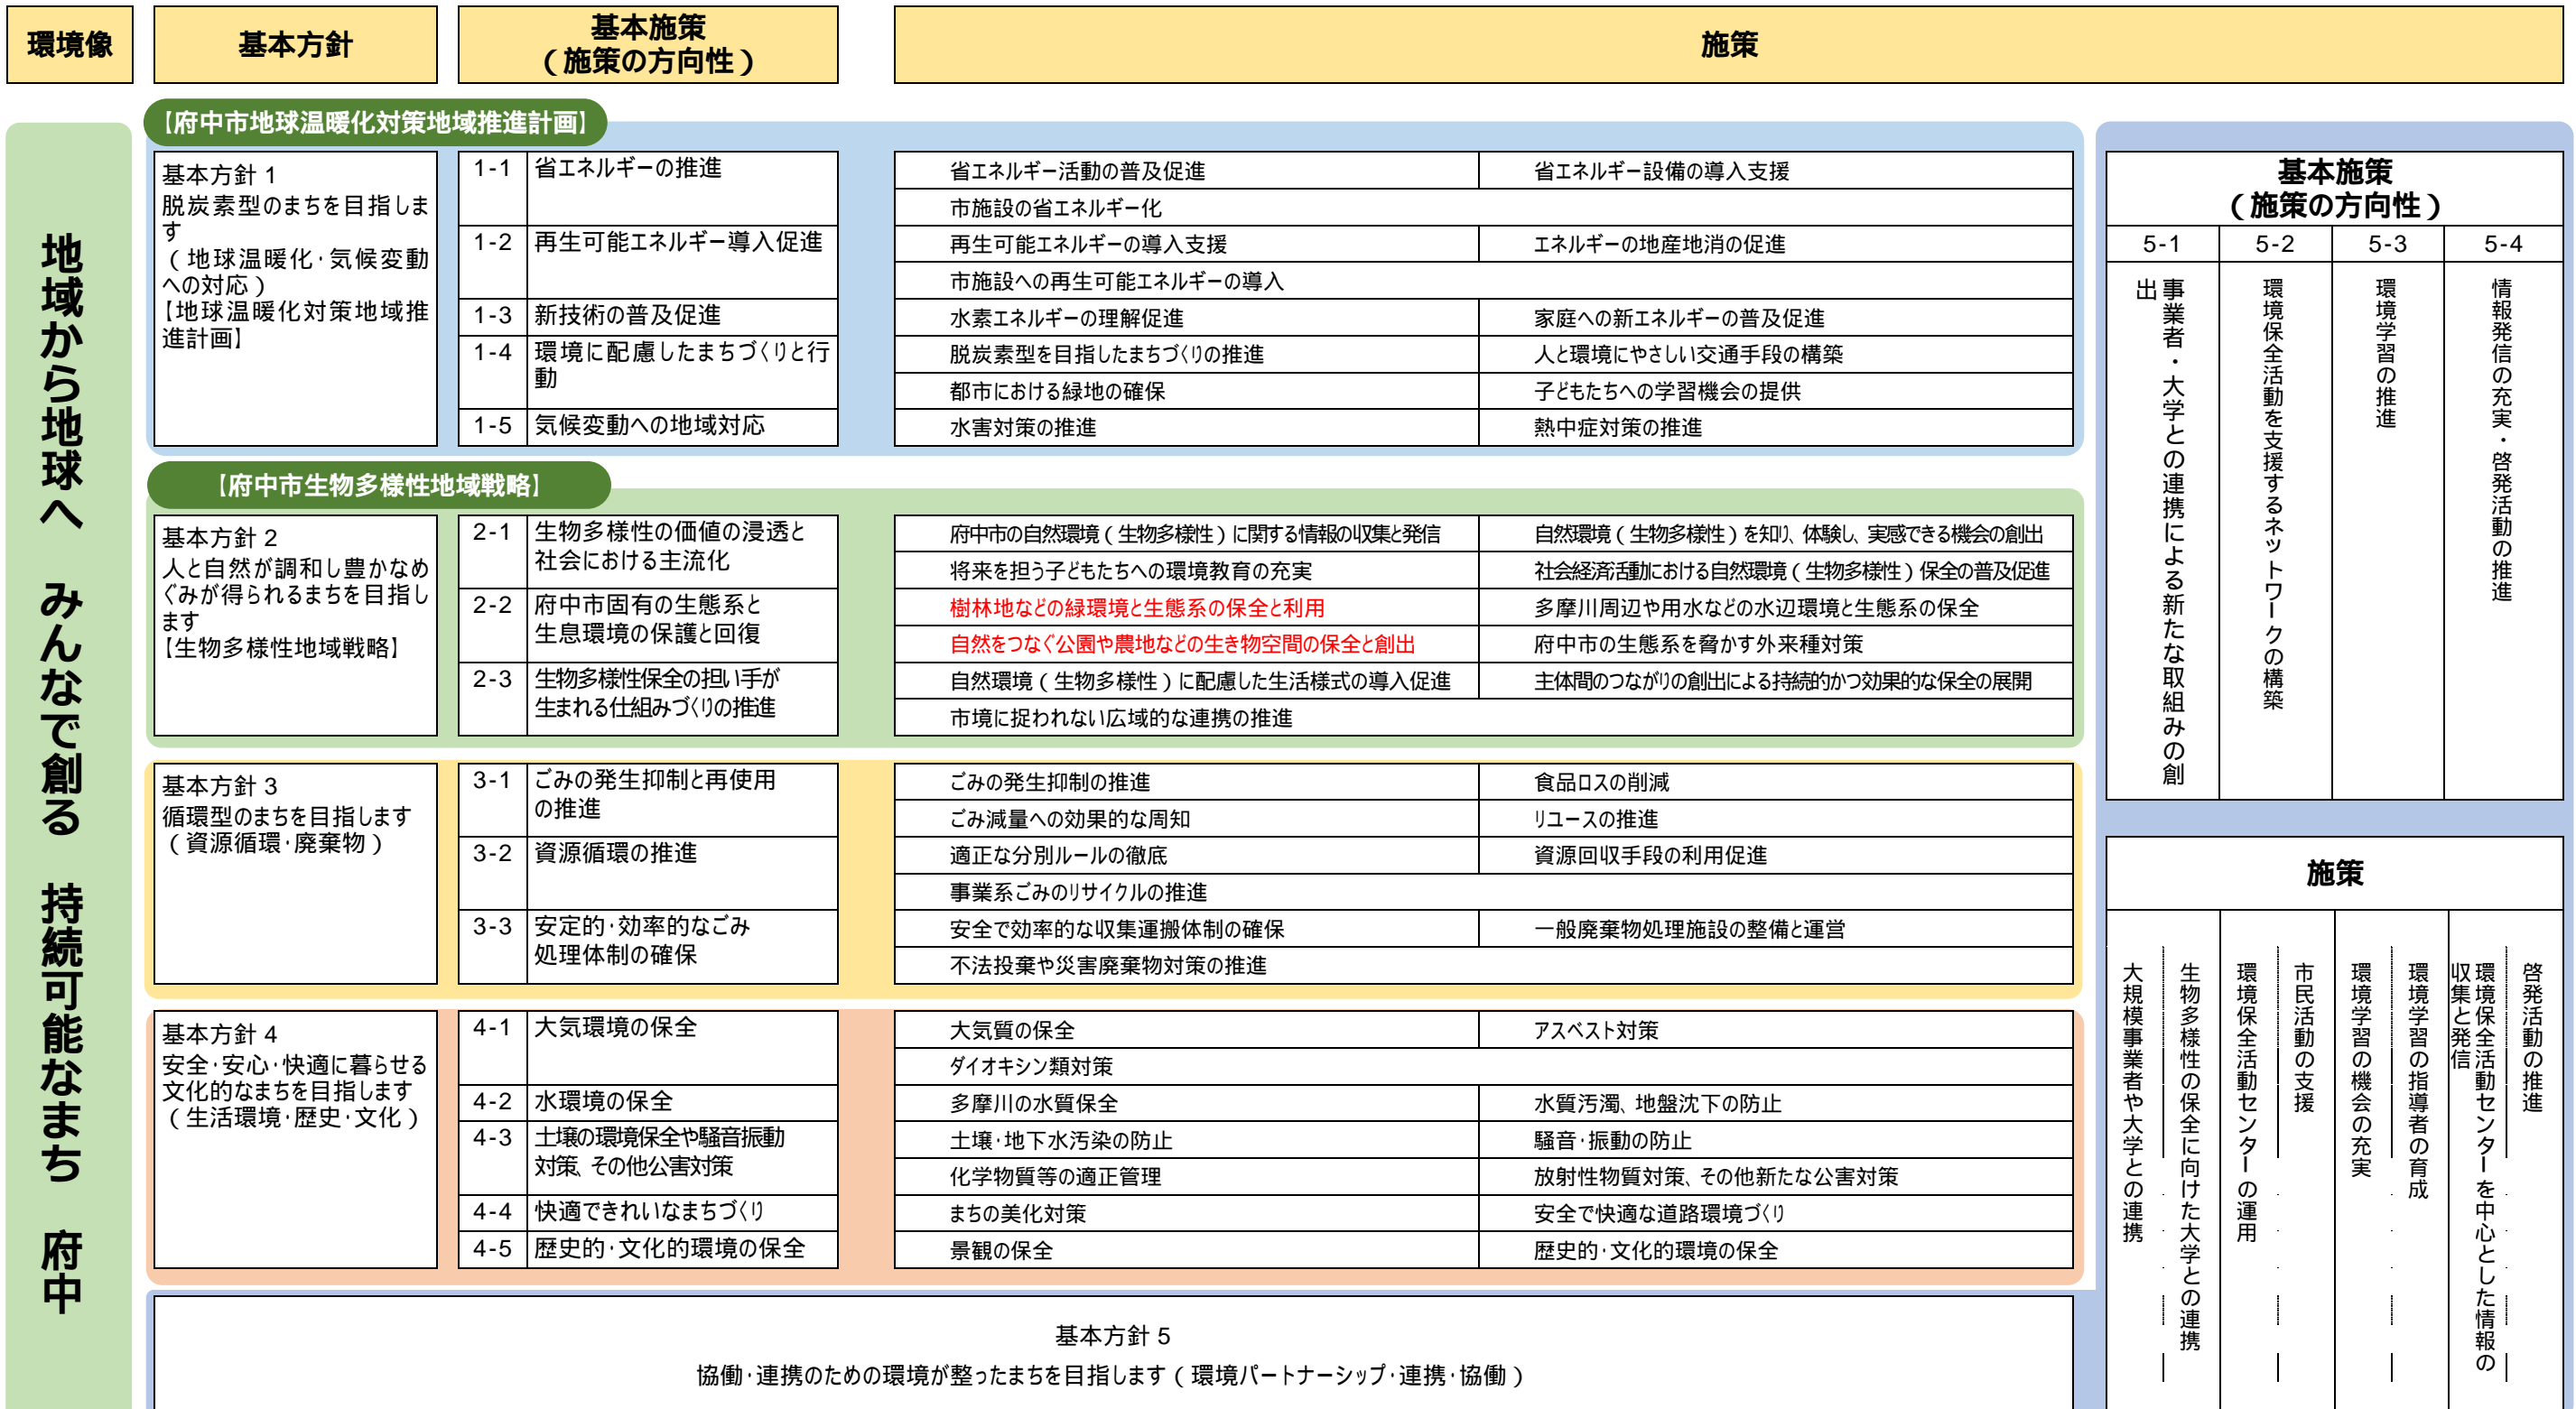 環境像
基本方針
基本施策
（施策の方向性）
施策
地域から地球へ　みんなで創る　持続可能なまち　府中
【府中市地球温暖化対策地域推進計画】
基本方針 1
脱炭素型のまちを目指しま
す
（地球温暖化・気候変動
への対応）
【地球温暖化対策地域推
進計画】
1-1 省エネルギーの推進
省エネルギー活動の普及促進 省エネルギー設備の導入支援
市施設の省エネルギー化
1-2 再生可能エネルギー導入促進
再生可能エネルギーの導入支援 エネルギーの地産地消の促進
市施設への再生可能エネルギーの導入
1-3 新技術の普及促進
水素エネルギーの理解促進 家庭への新エネルギーの普及促進
1-4 環境に配慮したまちづくりと行
動
脱炭素型を目指したまちづくりの推進 人と環境にやさしい交通手段の構築
都市における緑地の確保 子どもたちへの学習機会の提供
1-5 気候変動への地域対応
水害対策の推進 熱中症対策の推進
【府中市生物多様性地域戦略】
基本方針 2
人と自然が調和し豊かなめ
ぐみが得られるまちを目指し
ます
【生物多様性地域戦略】
2-1 生物多様性の価値の浸透と
社会における主流化
府中市の自然環境（生物多様性）に関する情報の収集と発信 自然環境（生物多様性）を知り、体験し、実感できる機会の創出
将来を担う子どもたちへの環境教育の充実 社会経済活動における自然環境（生物多様性）保全の普及促進
2-2 府中市固有の生態系と
生息環境の保護と回復
樹林地などの緑環境と生態系の保全と利用 多摩川周辺や用水などの水辺環境と生態系の保全
自然をつなぐ公園や農地などの生き物空間の保全と創出 府中市の生態系を脅かす外来種対策
2-3 生物多様性保全の担い手が
生まれる仕組みづくりの推進
自然環境（生物多様性）に配慮した生活様式の導入促進 主体間のつながりの創出による持続的かつ効果的な保全の展開
市境に捉われない広域的な連携の推進
基本方針 3
循環型のまちを目指します
（資源循環・廃棄物）
3-1 ごみの発生抑制と再使用
の推進
ごみの発生抑制の推進 食品ロスの削減
ごみ減量への効果的な周知 リユースの推進
3-2 資源循環の推進
適正な分別ルールの徹底 資源回収手段の利用促進
事業系ごみのリサイクルの推進
3-3 安定的・効率的なごみ
処理体制の確保
安全で効率的な収集運搬体制の確保 一般廃棄物処理施設の整備と運営
不法投棄や災害廃棄物対策の推進
基本方針 4
安全・安心・快適に暮らせる
文化的なまちを目指します
（生活環境・歴史・文化）
4-1 大気環境の保全
大気質の保全 アスベスト対策
ダイオキシン類対策
4-2 水環境の保全
多摩川の水質保全 水質汚濁、地盤沈下の防止
4-3 土壌の環境保全や騒音振動
対策、その他公害対策
土壌・地下水汚染の防止 騒音・振動の防止
化学物質等の適正管理 放射性物質対策、その他新たな公害対策
4-4 快適できれいなまちづくり
まちの美化対策 安全で快適な道路環境づくり
4-5 歴史的・文化的環境の保全
景観の保全 歴史的・文化的環境の保全
基本方針 5
協働・連携のための環境が整ったまちを目指します（環境パートナーシップ・連携・協働）
基本施策
（施策の方向性）
5-1 5-2 5-3 5-4
事業者・大学との連携による新たな取組みの創
出
環境保全活動を支援するネットワークの構築
環境学習の推進
情報発信の充実・啓発活動の推進
施策
大規模事業者や大学との連携
生物多様性の保全に向けた大学との連携
環境保全活動センターの運用
市民活動の支援
環境学習の機会の充実
環境学習の指導者の育成
環境保全活動センターを中心とした情報の
収集と発信
啓発活動の推進